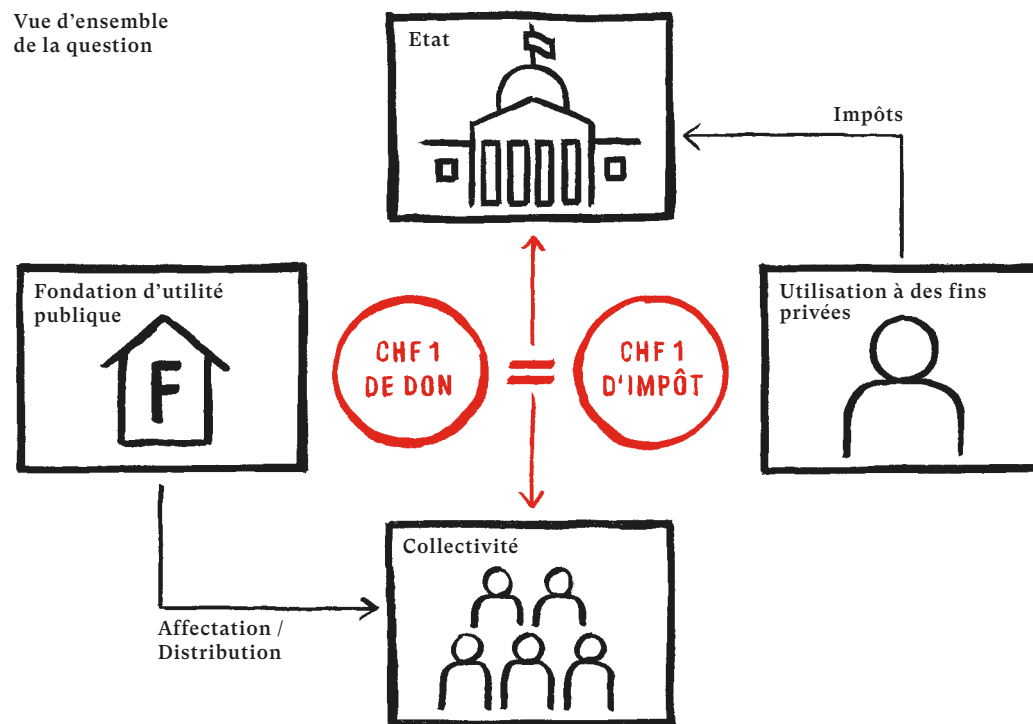 Vue d’ensemble
de la question
Etat
Impôts
Fondation d’utilité
publique
F
CHF 1
DE DON
=
CHF 1
D'IMPÔT
Utilisation à des fins
privées
Collectivité
Affectation /
Distribution